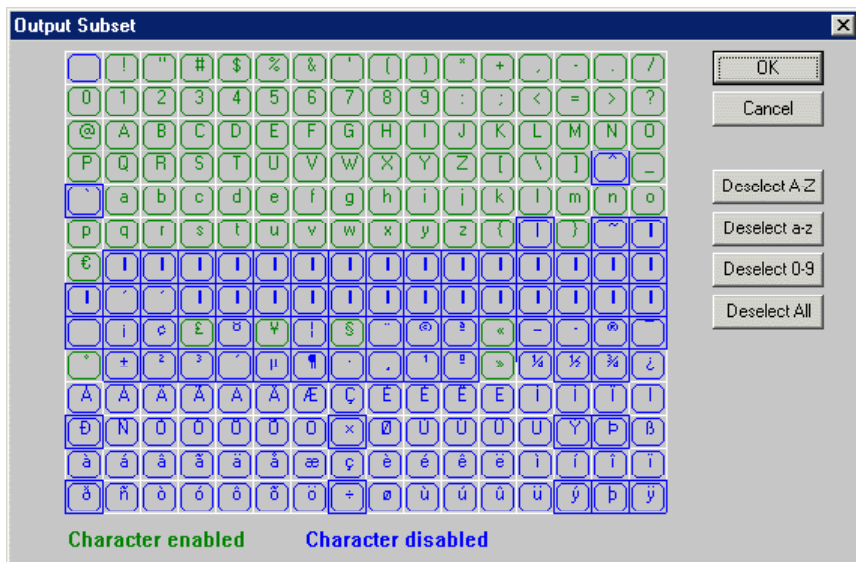 Output Subset
! " # $ % & ' ( ) * + , - . / OK
0 1 2 3 4 5 6 7 8 9 : ; < = > ? Cancel
@ A B C D E F G H I J K L M N O
P Q R S T U V W X Y Z [ \ ] ^ _ Deselect A-Z
` a b c d e f g h i j k l m n o
p q r s t u v w x y z { | } ~ Deselect a-z
€ Deselect 0-9
¡ ¢ £ ¤ ¥ ¦ § ¨ © ª « ® ¯ Deselect All
° ± ² ³ ´ µ ¶ · ¸ ¹ º » ¼ ½ ¾ ¿
À Á Â Ã Ä Å Æ Ç È É Ê Ë Ì Í Î Ï
Ð Ñ Ò Ó Ô Õ Ö × Ø Ù Ú Û Ü Ý Þ ß
à á â ã ä å æ ç è é ê ë ì í î ï
ð ñ ò ó ô õ ö ÷ ø ù ú û ü ý þ ÿ
Character enabled Character disabled